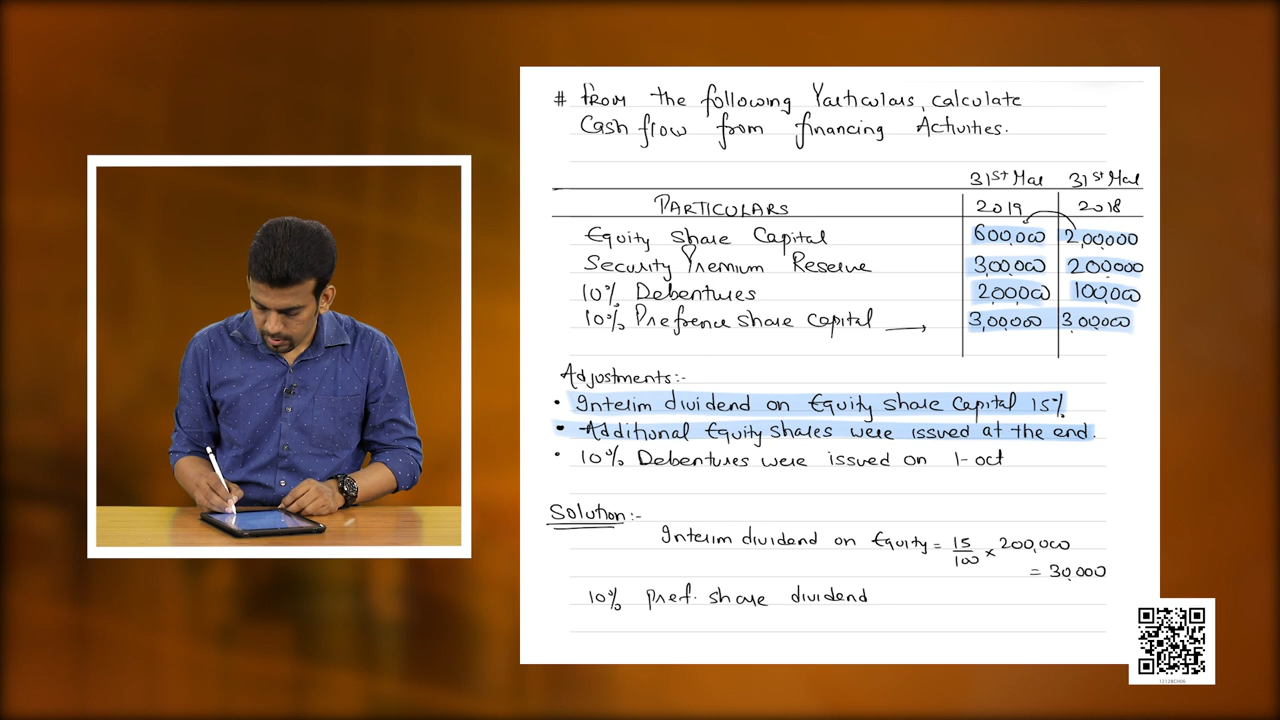 # From the following Particulars, calculate
Cash flow from financing Activities.
31st Mar 31st Mar
PARTICULARS 2019 2018
Equity Share Capital 600,000 2,00,000
Security Premium Reserve 3,00,000 200000
10% Debentures 200000 100,000
10% Prefrence Share Capital → 3,00,000 3,00,000
Adjustments:-
• Interim dividend on Equity Share Capital 15%
• Additional Equity Shares were issued at the end.
• 10% Debentures were issued on 1-oct
Solution:-
Interim dividend on Equity = 15/100 × 200,000
= 30,000
10% Pref. share dividend
1212BCH06